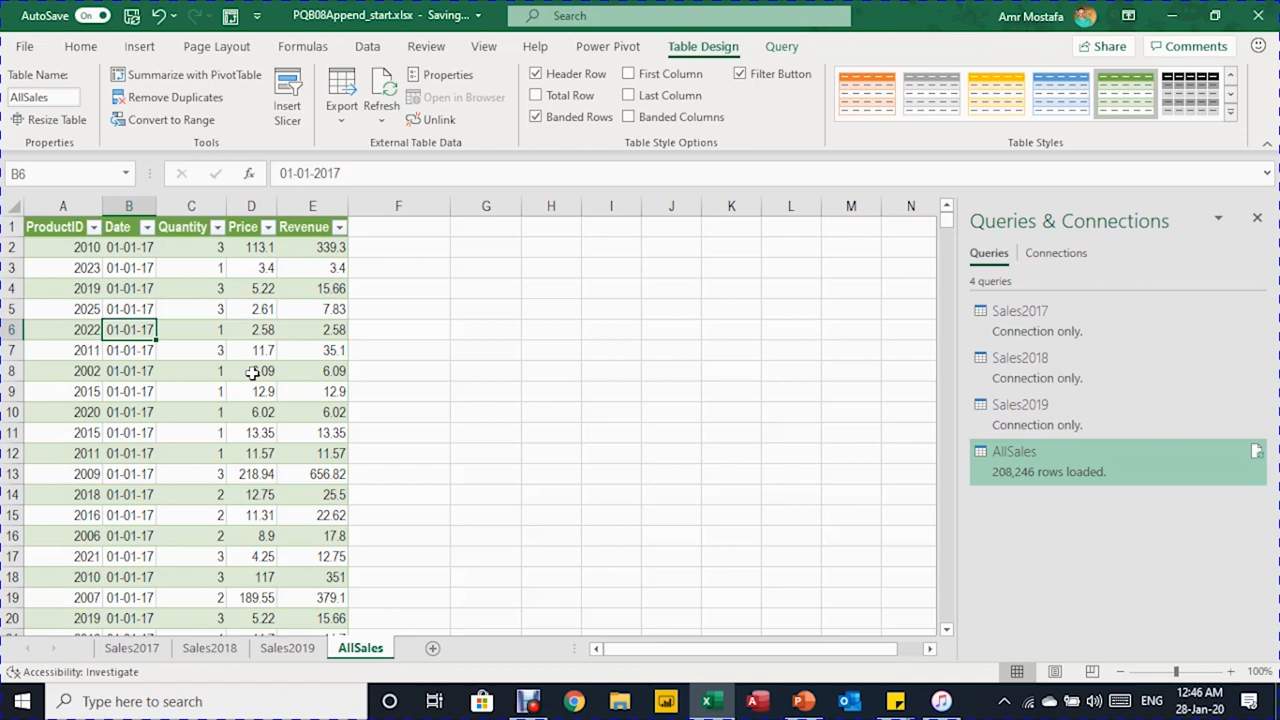 AutoSave On PQB08Append_start.xlsx - Saving... Search Amr Mostafa
File Home Insert Page Layout Formulas Data Review View Help Power Pivot Table Design Query Share Comments
Table Name:
AllSales
Resize Table
Properties
Summarize with PivotTable
Remove Duplicates
Convert to Range
Tools
Insert
Slicer
Export Refresh
Properties
Open in Browser
Unlink
External Table Data
Header Row First Column Filter Button
Total Row Last Column
Banded Rows Banded Columns
Table Style Options
Table Styles
B6 fx 01-01-2017
A B C D E F G H I J K L M N
1 ProductID Date Quantity Price Revenue
2 2010 01-01-17 3 113.1 339.3
3 2023 01-01-17 1 3.4 3.4
4 2019 01-01-17 3 5.22 15.66
5 2025 01-01-17 3 2.61 7.83
6 2022 01-01-17 1 2.58 2.58
7 2011 01-01-17 3 11.7 35.1
8 2002 01-01-17 1 09 6.09
9 2015 01-01-17 1 12.9 12.9
10 2020 01-01-17 1 6.02 6.02
11 2015 01-01-17 1 13.35 13.35
12 2011 01-01-17 1 11.57 11.57
13 2009 01-01-17 3 218.94 656.82
14 2018 01-01-17 2 12.75 25.5
15 2016 01-01-17 2 11.31 22.62
16 2006 01-01-17 2 8.9 17.8
17 2021 01-01-17 3 4.25 12.75
18 2010 01-01-17 3 117 351
19 2007 01-01-17 2 189.55 379.1
20 2019 01-01-17 3 5.22 15.66
Queries & Connections
Queries Connections
4 queries
Sales2017
Connection only.
Sales2018
Connection only.
Sales2019
Connection only.
AllSales
208,246 rows loaded.
Sales2017 Sales2018 Sales2019 AllSales
Accessibility: Investigate 100%
Type here to search ENG 12:46 AM
28-Jan-20